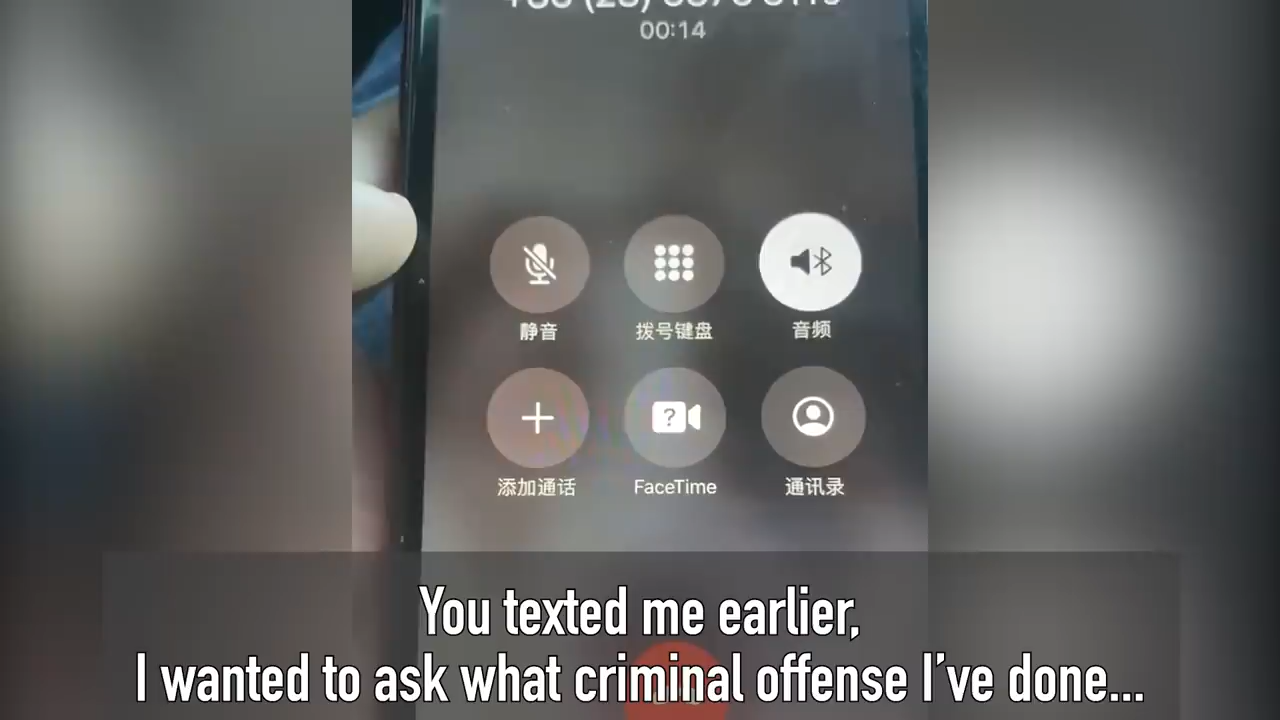 00:14
静音
拨号键盘
音频
添加通话
FaceTime
通讯录
You texted me earlier,
I wanted to ask what criminal offense I've done...